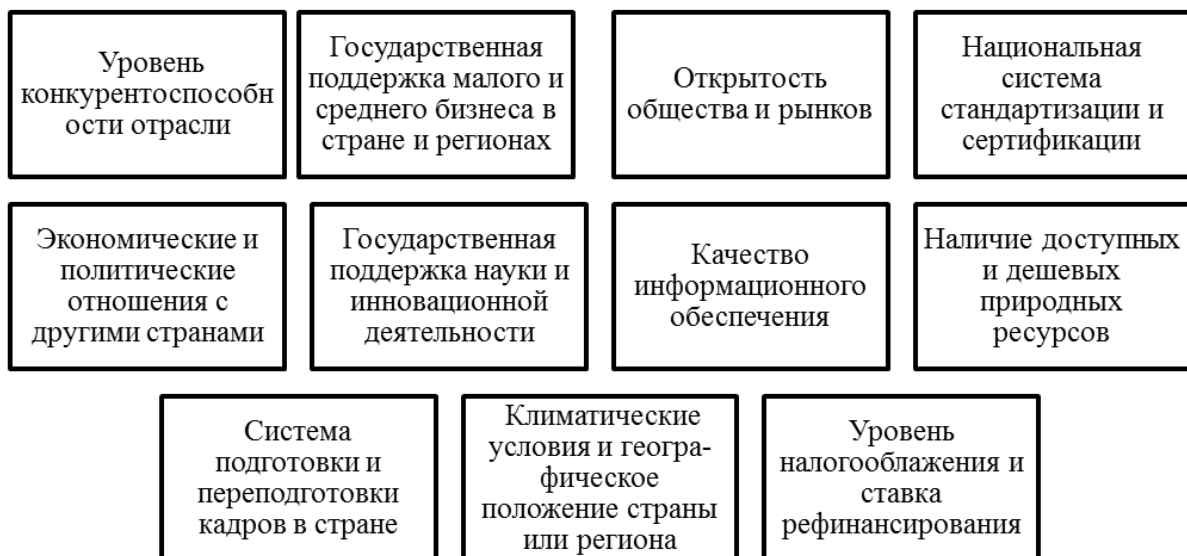 Уровень
конкурентоспособн
ости отрасли
Государственная
поддержка малого и
среднего бизнеса в
стране и регионах
Открытость
общества и рынков
Национальная
система
стандартизации и
сертификации
Экономические и
политические
отношения с
другими странами
Государственная
поддержка науки и
инновационной
деятельности
Качество
информационного
обеспечения
Наличие доступных
и дешевых
природных
ресурсов
Система
подготовки и
переподготовки
кадров в стране
Климатические
условия и геогра-
фическое
положение страны
или региона
Уровень
налогооблажения и
ставка
рефинансирования